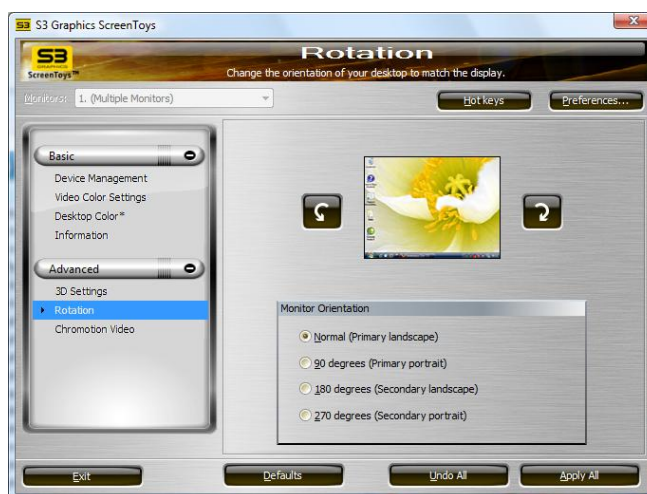 S3 S3 Graphics ScreenToys
S3
GRAPHICS
ScreenToys™
Rotation
Change the orientation of your desktop to match the display.
Monitors: 1. (Multiple Monitors)
Hot keys
Preferences...
Basic
Device Management
Video Color Settings
Desktop Color*
Information
Advanced
3D Settings
Rotation
Chromotion Video
Monitor Orientation
Normal (Primary landscape)
90 degrees (Primary portrait)
180 degrees (Secondary landscape)
270 degrees (Secondary portrait)
Exit
Defaults
Undo All
Apply All